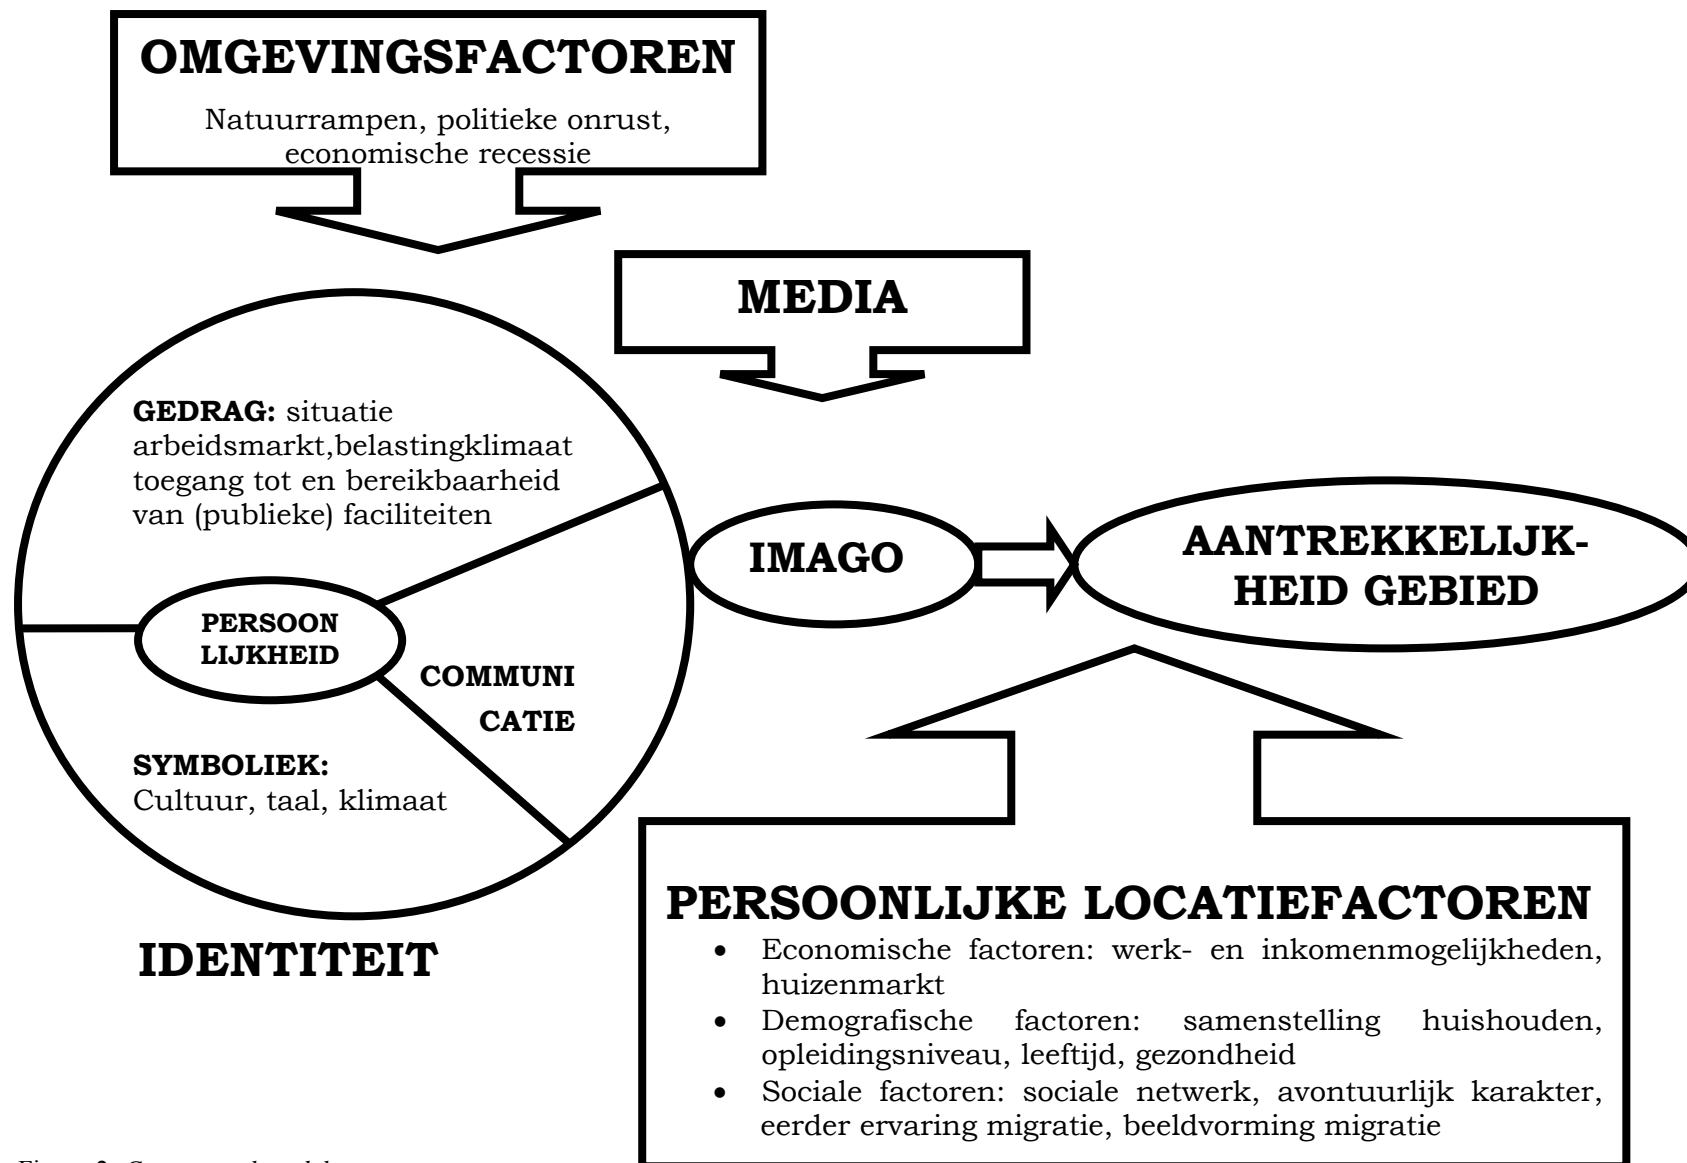 OMGEVINGSFACTOREN
Natuurrampen, politieke onrust,
economische recessie
MEDIA
GEDRAG: situatie
arbeidsmarkt,belastingklimaat
toegang tot en bereikbaarheid
van (publieke) faciliteiten
PERSOON
LIJKHEID
COMMUNI
CATIE
SYMBOLIEK:
Cultuur, taal, klimaat
IDENTITEIT
IMAGO
AANTREKKELIJK-
HEID GEBIED
PERSOONLIJKE LOCATIEFACTOREN
• Economische factoren: werk- en inkomenmogelijkheden,
huizenmarkt
• Demografische factoren: samenstelling huishouden,
opleidingsniveau, leeftijd, gezondheid
• Sociale factoren: sociale netwerk, avontuurlijk karakter,
eerder ervaring migratie, beeldvorming migratie